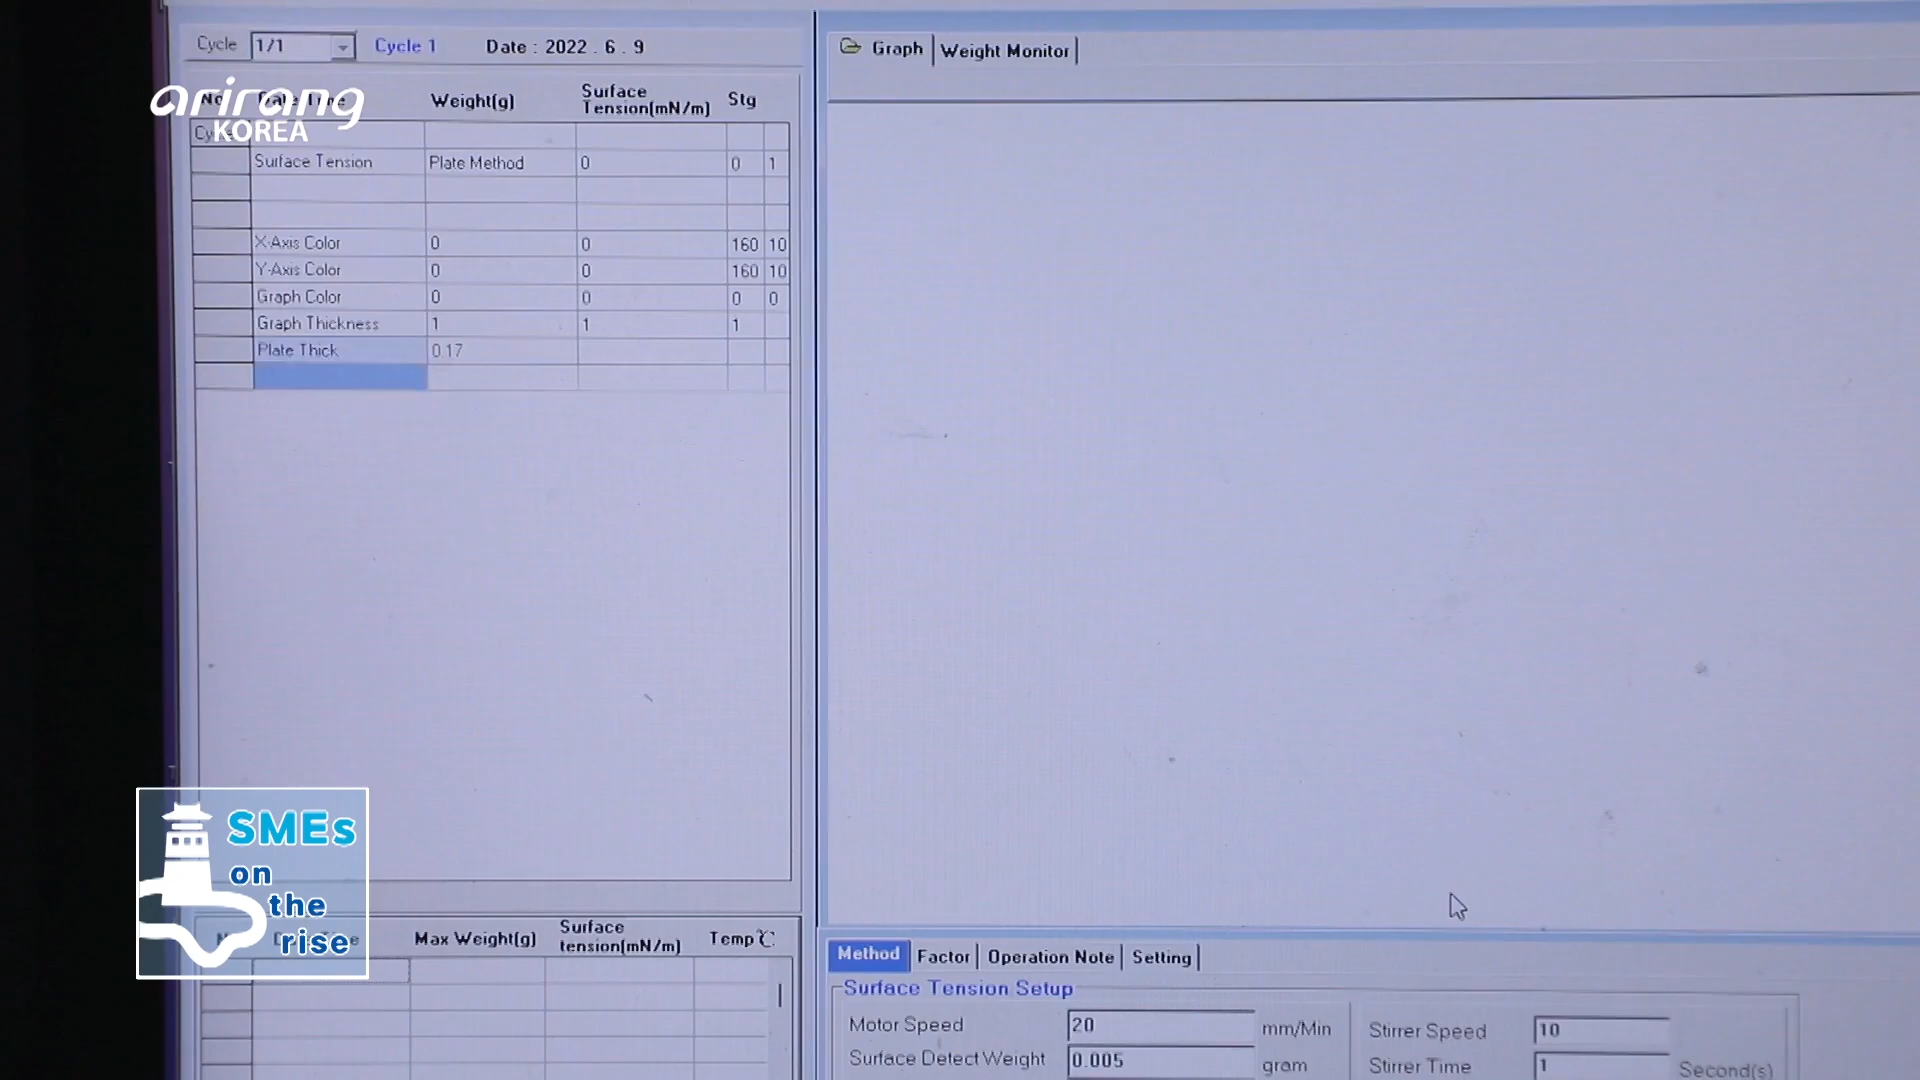 Cycle 1/1 Cycle 1 Date : 2022 . 6 . 9
arirang
KOREA
No Date Time Weight(g) Surface Tension(mN/m) Stg
Surface Tension Plate Method 0 0 1
X-Axis Color 0 0 160 10
Y-Axis Color 0 0 160 10
Graph Color 0 0 0 0
Graph Thickness 1 1 1
Plate Thick 0.17
Graph Weight Monitor
SMEs
on
the
rise
Max Weight(g) Surface tension(mN/m) Temp℃
Method Factor Operation Note Setting
Surface Tension Setup
Motor Speed 20 mm/Min Stirrer Speed 10
Surface Detect Weight 0.005 gram Stirrer Time 1 Second(s)